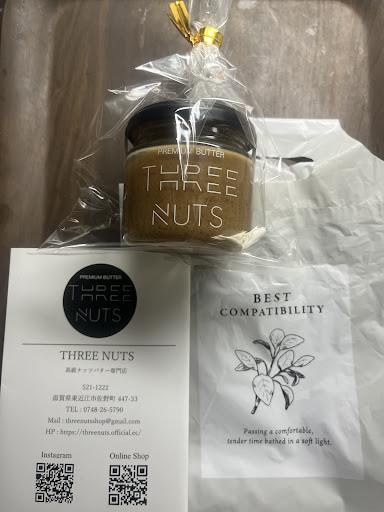 PREMIUM BUTTER
THREE
NUTS
PREMIUM BUTTER
THREE
NUTS
THREE NUTS
高級ナッツバター専門店
521-1222
滋賀県東近江市佐野町 647-33
TEL : 0748-26-5790
Mail : threenutsshop@gmail.com
HP : https://threenuts.official.ec/
Instagram
Online Shop
BEST
COMPATIBILITY
Passing a comfortable,
tender time bathed in a soft light.